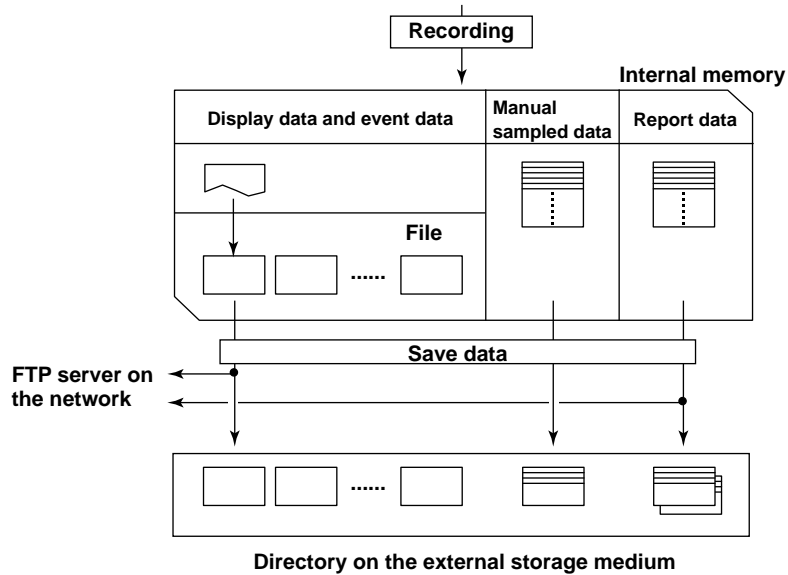 Recording
Internal memory
Display data and event data
Manual
sampled data
Report data
File
......
Save data
FTP server on
the network
......
Directory on the external storage medium